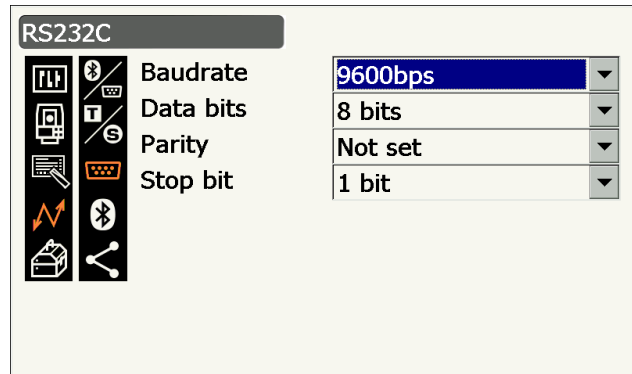 RS232C
Baudrate 9600bps
Data bits 8 bits
Parity Not set
Stop bit 1 bit
T
S